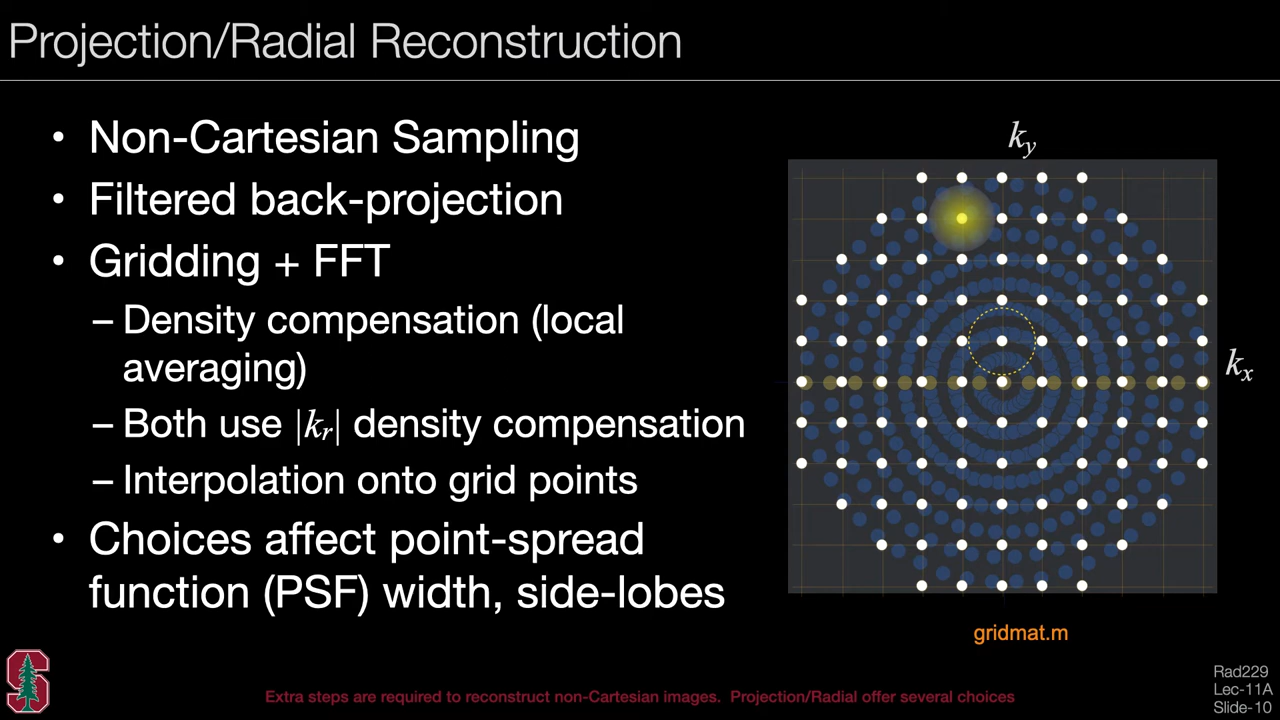 Projection/Radial Reconstruction
• Non-Cartesian Sampling
• Filtered back-projection
• Gridding + FFT
– Density compensation (local
averaging)
– Both use |kᵣ| density compensation
– Interpolation onto grid points
• Choices affect point-spread
function (PSF) width, side-lobes
k_y
k_x
gridmat.m
Extra steps are required to reconstruct non-Cartesian images. Projection/Radial offer several choices
Rad229
Lec-11A
Slide-10
S